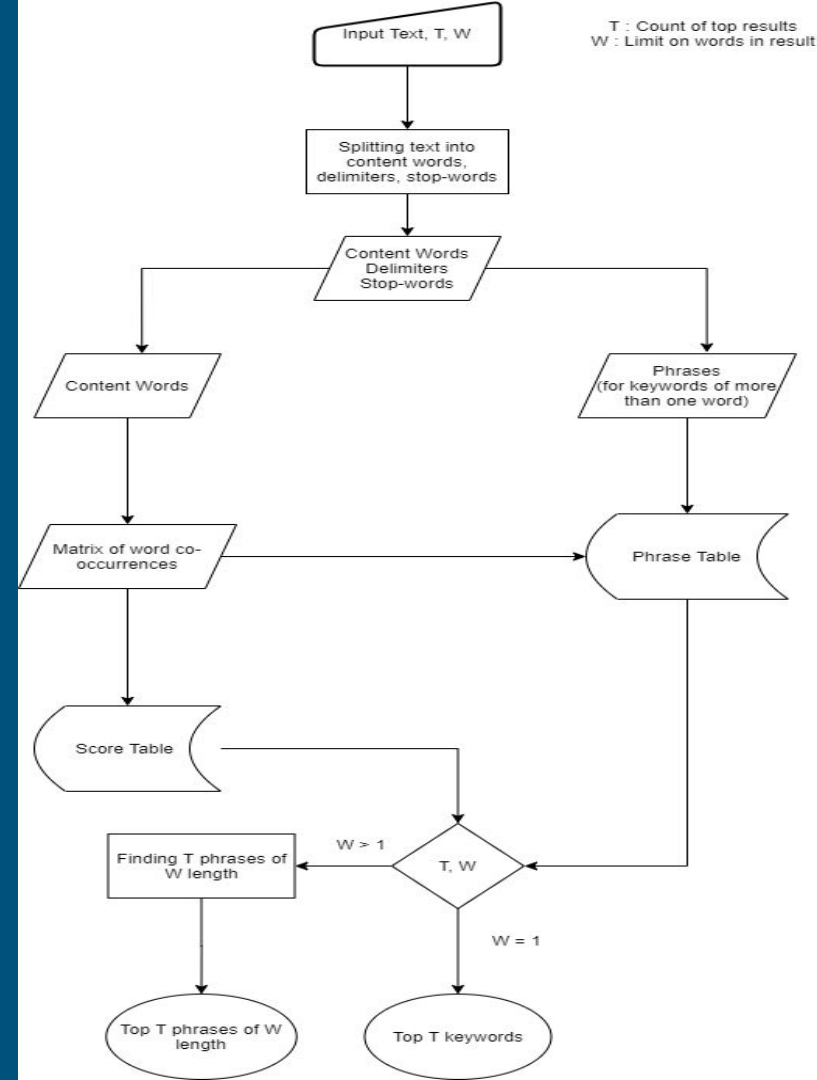 Input Text, T, W
T : Count of top results
W : Limit on words in result
Splitting text into
content words,
delimiters, stop-words
Content Words
Delimiters
Stop-words
Content Words
Phrases
(for keywords of more
than one word)
Matrix of word co-
occurrences
Phrase Table
Score Table
W > 1
T, W
Finding T phrases of
W length
W = 1
Top T phrases of W
length
Top T keywords